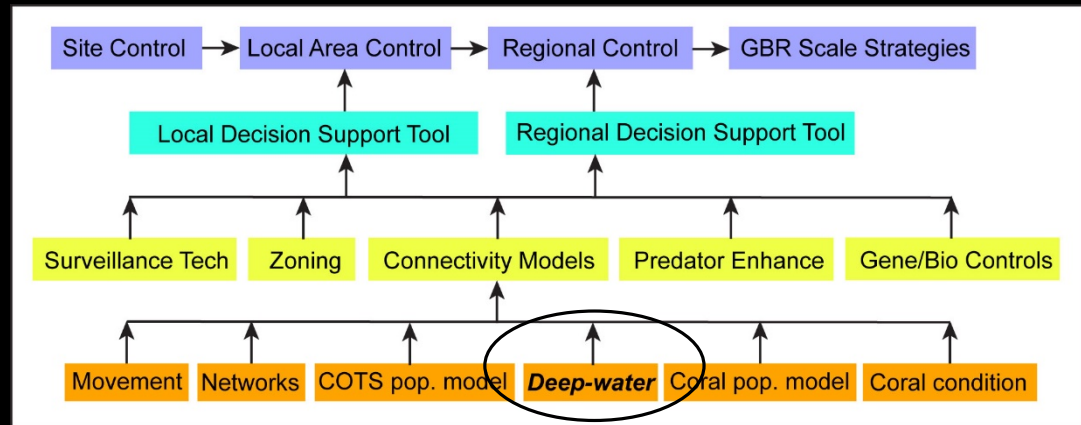 Site Control
Local Area Control
Regional Control
GBR Scale Strategies
Local Decision Support Tool
Regional Decision Support Tool
Surveillance Tech
Zoning
Connectivity Models
Predator Enhance
Gene/Bio Controls
Movement
Networks
COTS pop. model
Deep-water
Coral pop. model
Coral condition